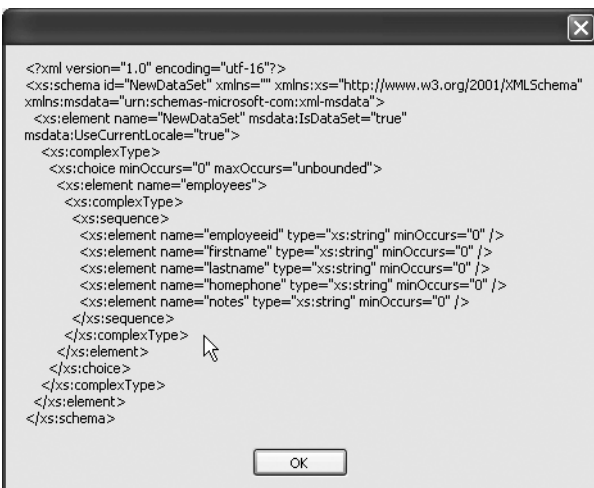 <?xml version="1.0" encoding="utf-16"?>
<xs:schema id="NewDataSet" xmlns="" xmlns:xs="http://www.w3.org/2001/XMLSchema"
xmlns:msdata="urn:schemas-microsoft-com:xml-msdata">
<xs:element name="NewDataSet" msdata:IsDataSet="true"
msdata:UseCurrentLocale="true">
<xs:complexType>
<xs:choice minOccurs="0" maxOccurs="unbounded">
<xs:element name="employees">
<xs:complexType>
<xs:sequence>
<xs:element name="employeeid" type="xs:string" minOccurs="0" />
<xs:element name="firstname" type="xs:string" minOccurs="0" />
<xs:element name="lastname" type="xs:string" minOccurs="0" />
<xs:element name="homephone" type="xs:string" minOccurs="0" />
<xs:element name="notes" type="xs:string" minOccurs="0" />
</xs:sequence>
</xs:complexType>
</xs:element>
</xs:choice>
</xs:complexType>
</xs:element>
</xs:schema>
OK